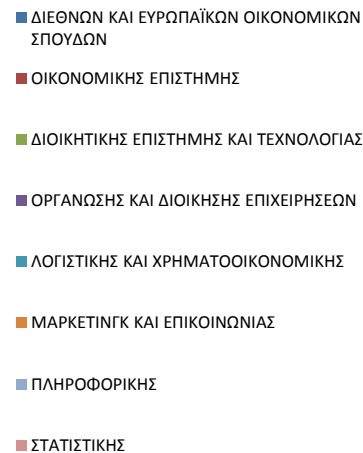 ΔΙΕΘΝΩΝ ΚΑΙ ΕΥΡΩΠΑΪΚΩΝ ΟΙΚΟΝΟΜΙΚΩΝ
ΣΠΟΥΔΩΝ
ΟΙΚΟΝΟΜΙΚΗΣ ΕΠΙΣΤΗΜΗΣ
ΔΙΟΙΚΗΤΙΚΗΣ ΕΠΙΣΤΗΜΗΣ ΚΑΙ ΤΕΧΝΟΛΟΓΙΑΣ
ΟΡΓΑΝΩΣΗΣ ΚΑΙ ΔΙΟΙΚΗΣΗΣ ΕΠΙΧΕΙΡΗΣΕΩΝ
ΛΟΓΙΣΤΙΚΗΣ ΚΑΙ ΧΡΗΜΑΤΟΟΙΚΟΝΟΜΙΚΗΣ
ΜΑΡΚΕΤΙΝΓΚ ΚΑΙ ΕΠΙΚΟΙΝΩΝΙΑΣ
ΠΛΗΡΟΦΟΡΙΚΗΣ
ΣΤΑΤΙΣΤΙΚΗΣ